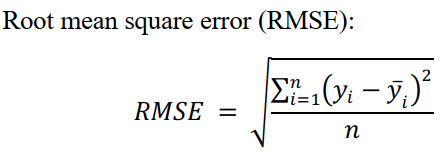 Root mean square error (RMSE):
RMSE = √(∑ⁿᵢ₌₁(yᵢ − ȳᵢ)² / n)